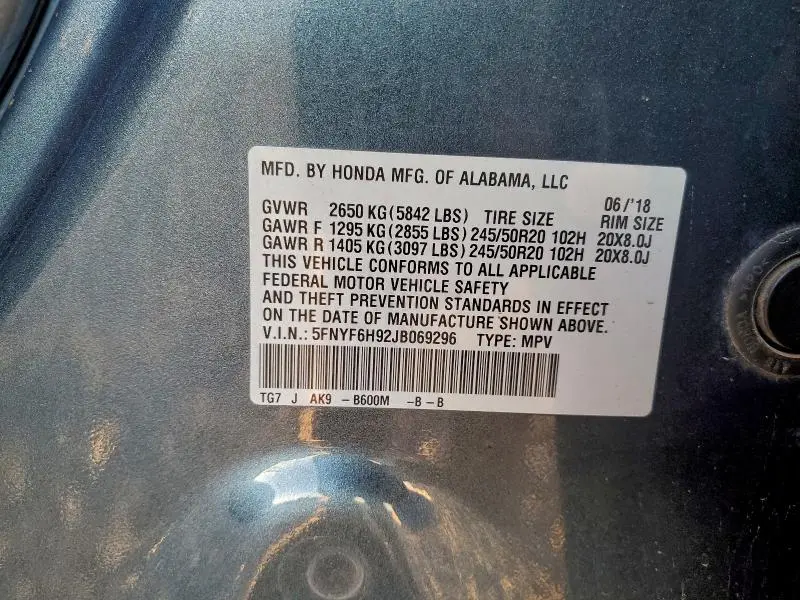 MFD. BY HONDA MFG. OF ALABAMA, LLC
06/'18
GVWR 2650 KG(5842 LBS) TIRE SIZE RIM SIZE
GAWR F 1295 KG(2855 LBS)245/50R20 102H 20X8.0J
GAWR R 1405 KG(3097 LBS)245/50R20 102H 20X8.0J
THIS VEHICLE CONFORMS TO ALL APPLICABLE
FEDERAL MOTOR VEHICLE SAFETY
AND THEFT PREVENTION STANDARDS IN EFFECT
ON THE DATE OF MANUFACTURE SHOWN ABOVE.
V.I.N.: 5FNYF6H92JB069296 TYPE: MPV
TG7 J AK9 -B600M -B-B